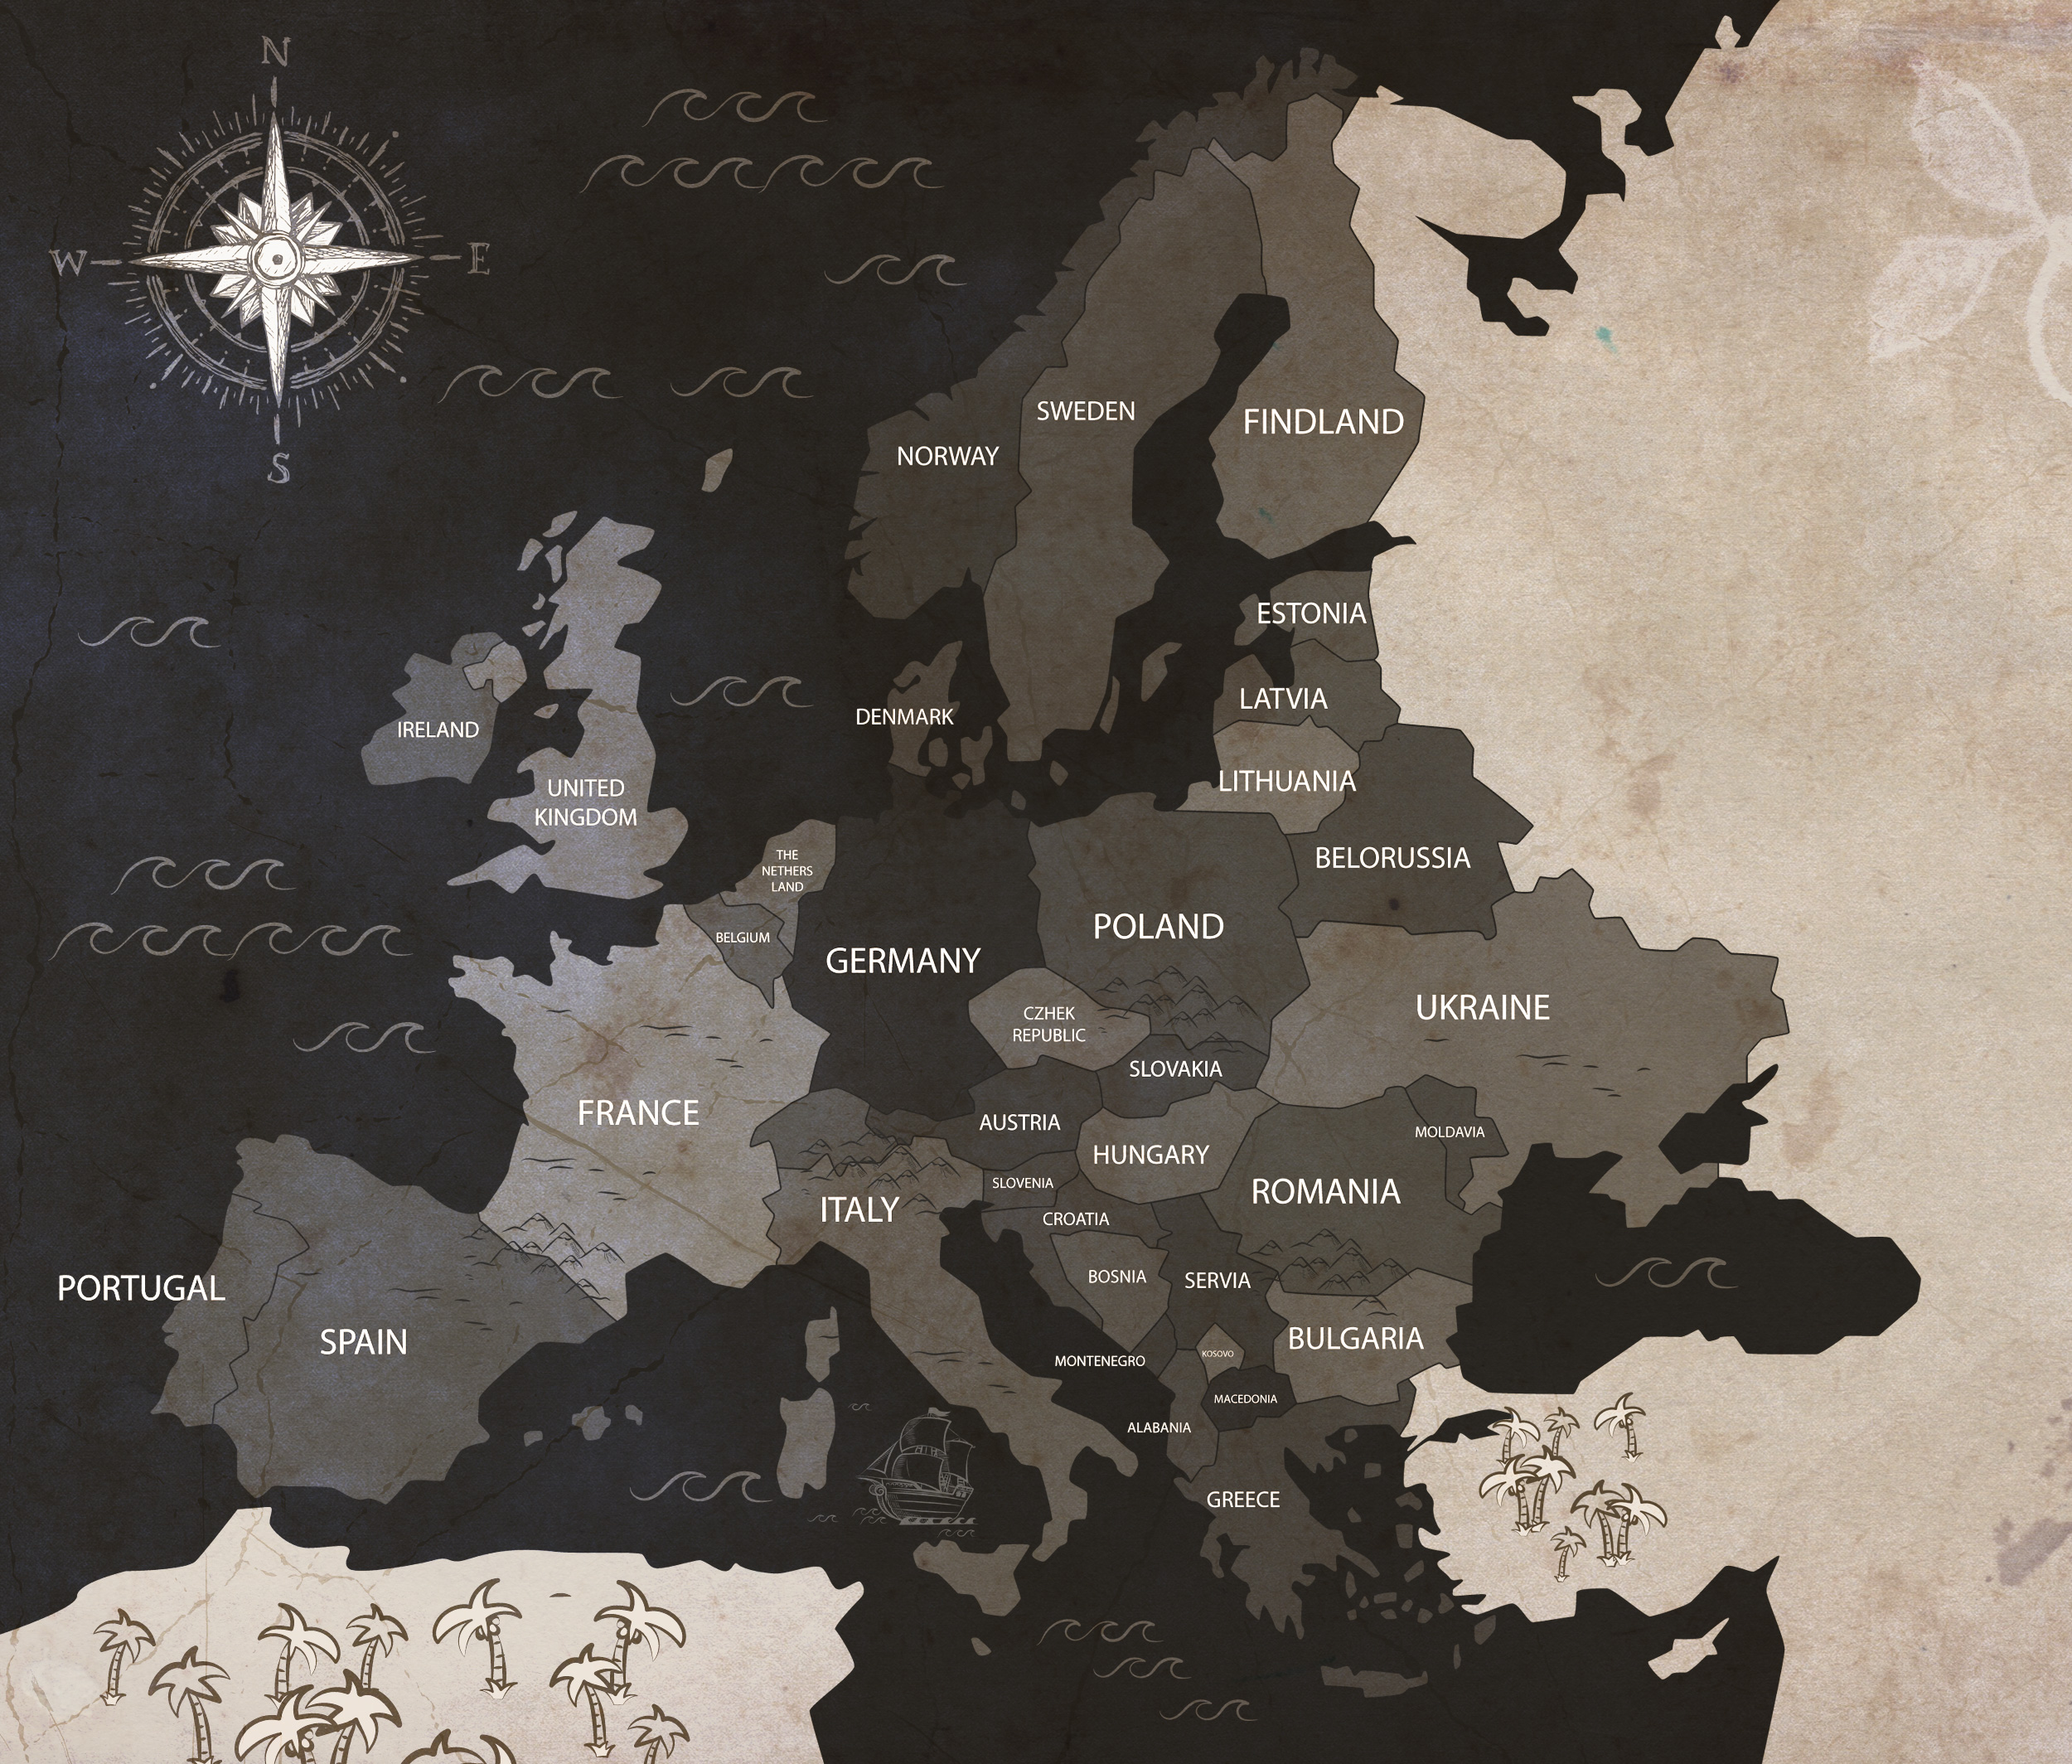 N
W
E
S
SWEDEN
FINDLAND
NORWAY
ESTONIA
LATVIA
DENMARK
IRELAND
LITHUANIA
UNITED
KINGDOM
BELORUSSIA
THE
NETHERS
LAND
POLAND
BELGIUM
GERMANY
UKRAINE
CZHEK
REPUBLIC
SLOVAKIA
FRANCE
AUSTRIA
MOLDAVIA
HUNGARY
SLOVENIA
ROMANIA
ITALY
CROATIA
BOSNIA
SERVIA
PORTUGAL
SPAIN
BULGARIA
KOSOVO
MONTENEGRO
MACEDONIA
ALABANIA
GREECE